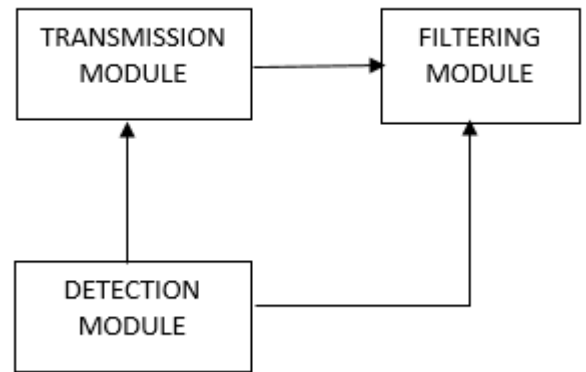 TRANSMISSION
MODULE
FILTERING
MODULE
DETECTION
MODULE